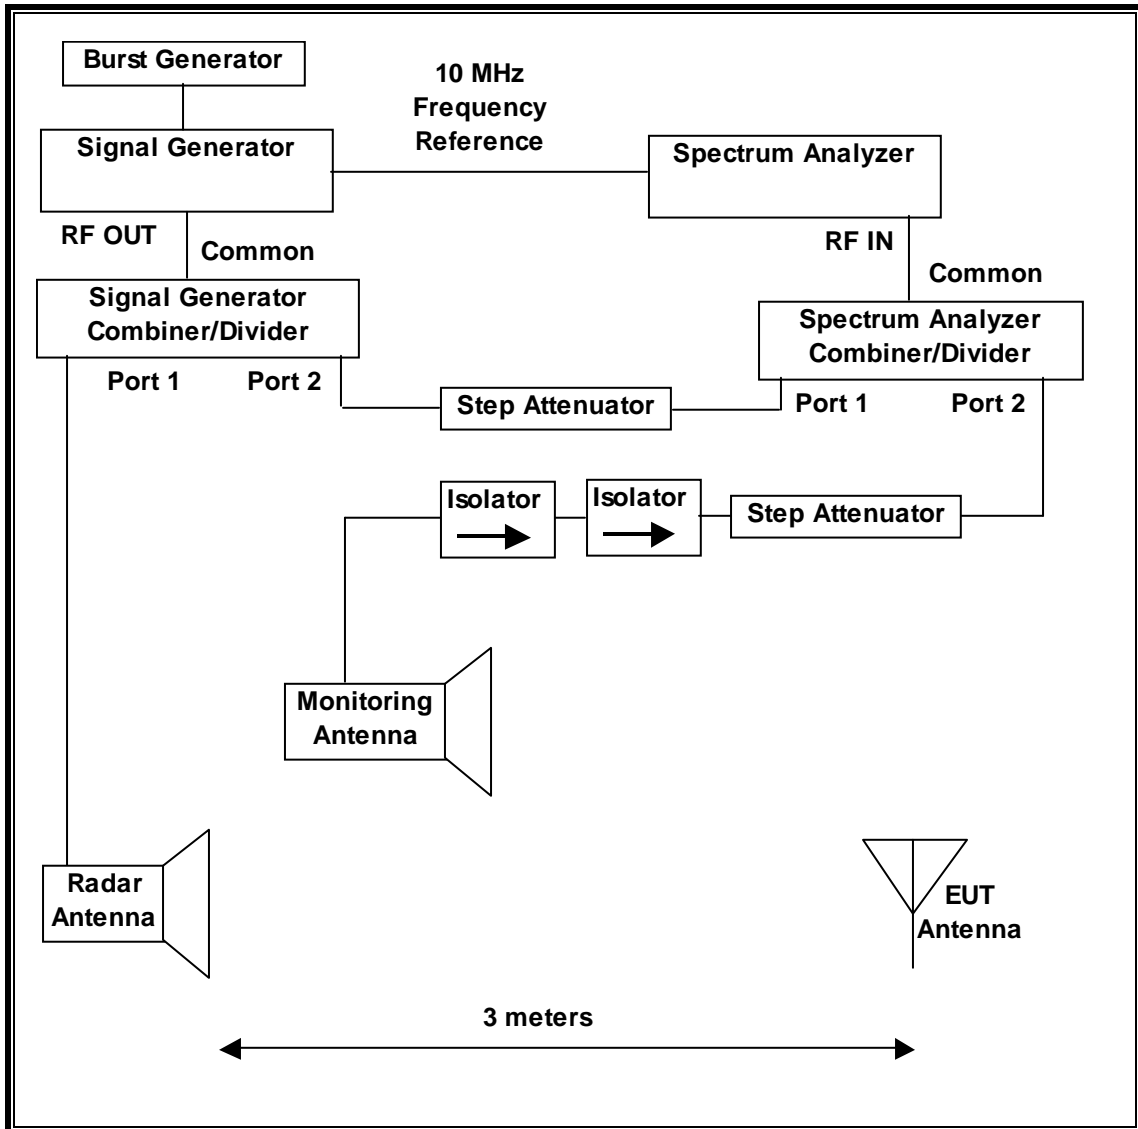 Burst Generator
10 MHz
Frequency
Reference
Signal Generator
Spectrum Analyzer
RF OUT
Common
RF IN
Common
Signal Generator
Combiner/Divider
Spectrum Analyzer
Combiner/Divider
Port 1
Port 2
Step Attenuator
Port 1
Port 2
Isolator
Isolator
Step Attenuator
Monitoring
Antenna
Radar
Antenna
EUT
Antenna
3 meters